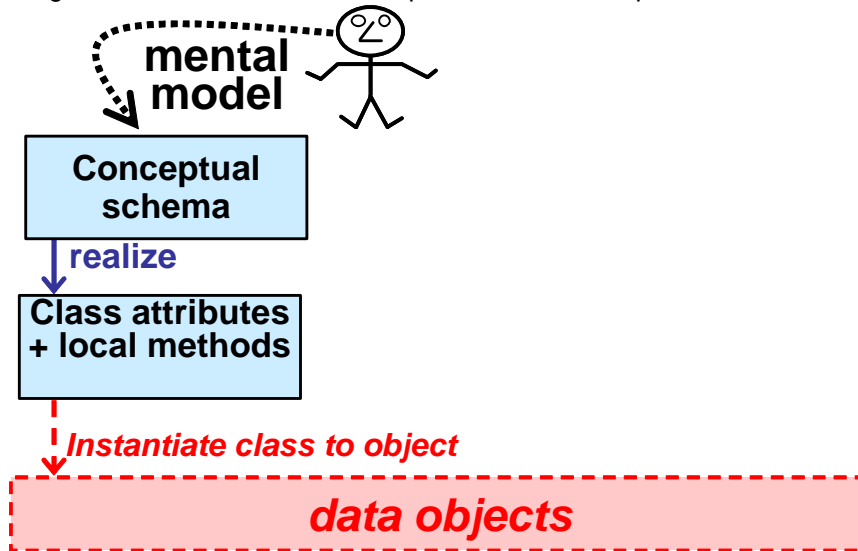 mental
model
Conceptual
schema
realize
Class attributes
+ local methods
Instantiate class to object
data objects